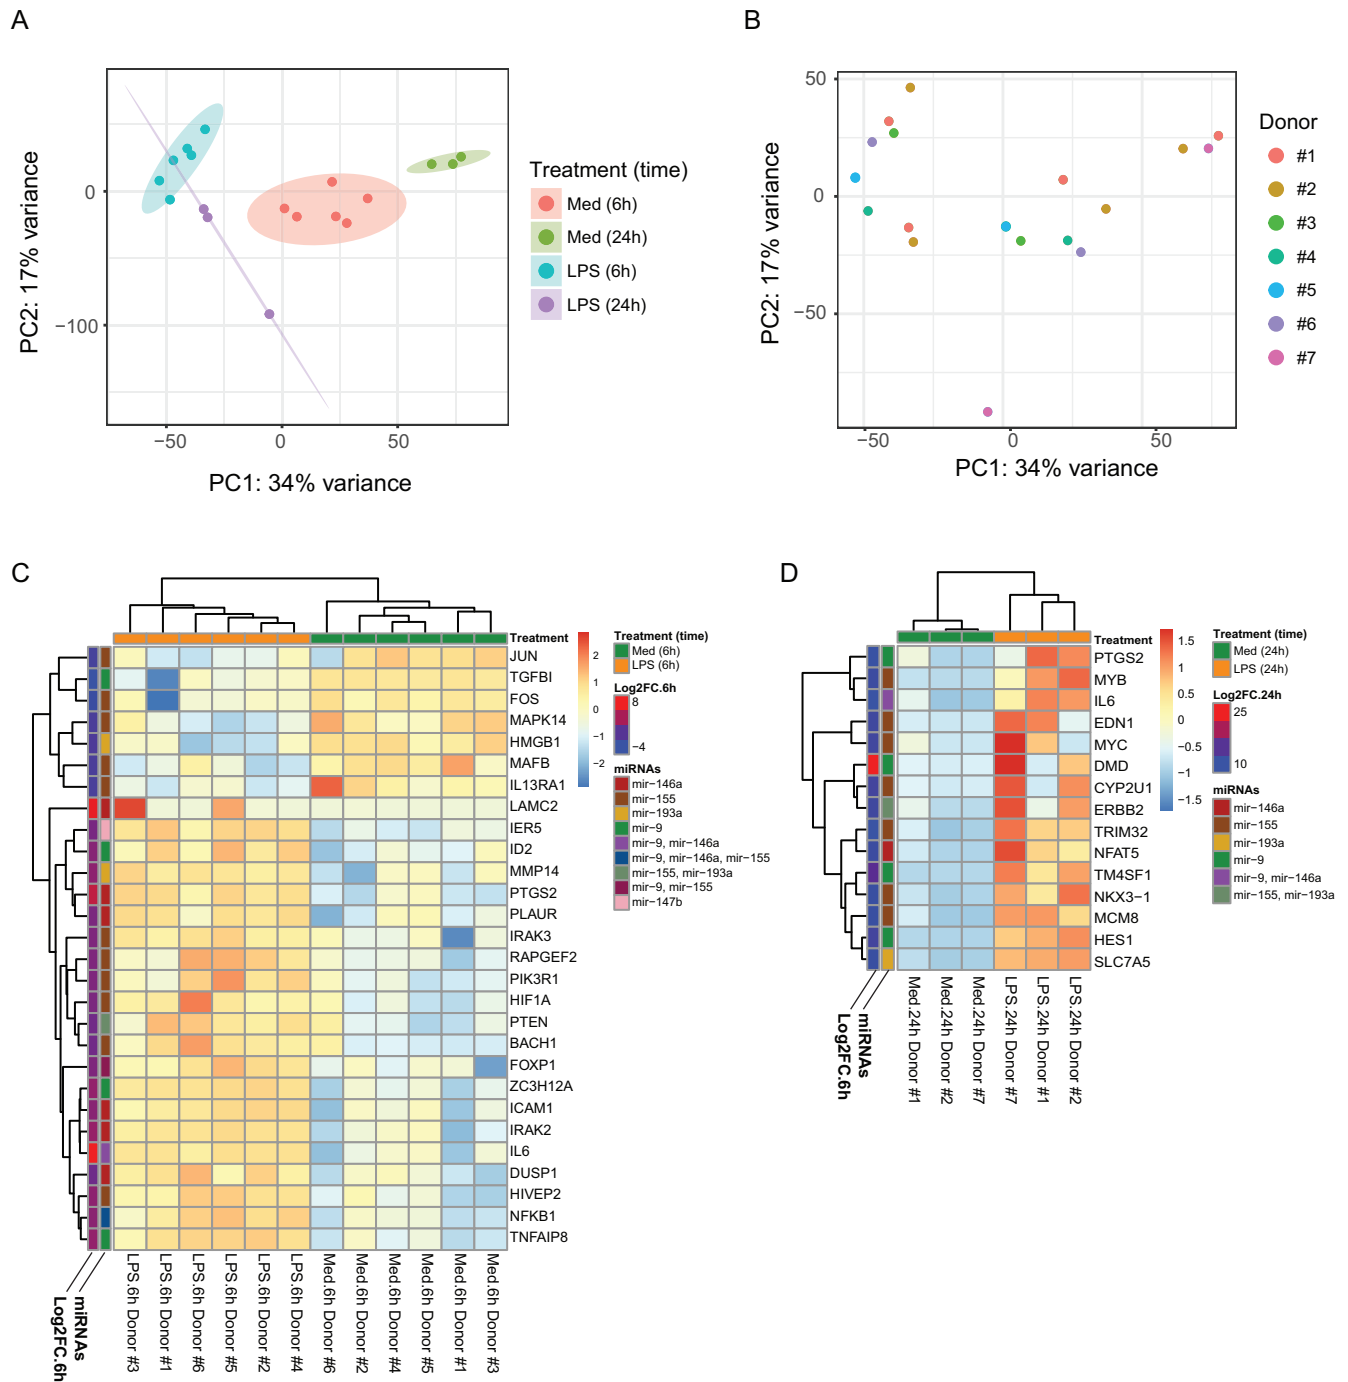 A
PC2: 17% variance
0
−100
−50
0
50
PC1: 34% variance
Treatment (time)
Med (6h)
Med (24h)
LPS (6h)
LPS (24h)
B
PC2: 17% variance
50
0
−50
−50
0
50
PC1: 34% variance
Donor
#1
#2
#3
#4
#5
#6
#7
C
Treatment
JUN
TGFBI
FOS
MAPK14
HMGB1
MAFB
IL13RA1
LAMC2
IER5
ID2
MMP14
PTGS2
PLAUR
IRAK3
RAPGEF2
PIK3R1
HIF1A
PTEN
BACH1
FOXP1
ZC3H12A
ICAM1
IRAK2
IL6
DUSP1
HIVEP2
NFKB1
TNFAIP8
2
1
0
−1
−2
Treatment (time)
Med (6h)
LPS (6h)
Log2FC.6h
8
−4
miRNAs
mir−146a
mir−155
mir−193a
mir−9
mir−9, mir−146a
mir−9, mir−146a, mir−155
mir−155, mir−193a
mir−9, mir−155
mir−147b
miRNAs
Log2FC.6h
LPS.6h Donor #3
LPS.6h Donor #1
LPS.6h Donor #6
LPS.6h Donor #5
LPS.6h Donor #2
LPS.6h Donor #4
Med.6h Donor #6
Med.6h Donor #2
Med.6h Donor #4
Med.6h Donor #5
Med.6h Donor #1
Med.6h Donor #3
D
Treatment
PTGS2
MYB
IL6
EDN1
MYC
DMD
CYP2U1
ERBB2
TRIM32
NFAT5
TM4SF1
NKX3−1
MCM8
HES1
SLC7A5
1.5
1
0.5
0
−0.5
−1
−1.5
Treatment (time)
Med (24h)
LPS (24h)
Log2FC.24h
25
10
miRNAs
mir−146a
mir−155
mir−193a
mir−9
mir−9, mir−146a
mir−155, mir−193a
miRNAs
Log2FC.6h
Med.24h Donor #1
Med.24h Donor #2
Med.24h Donor #7
LPS.24h Donor #7
LPS.24h Donor #1
LPS.24h Donor #2